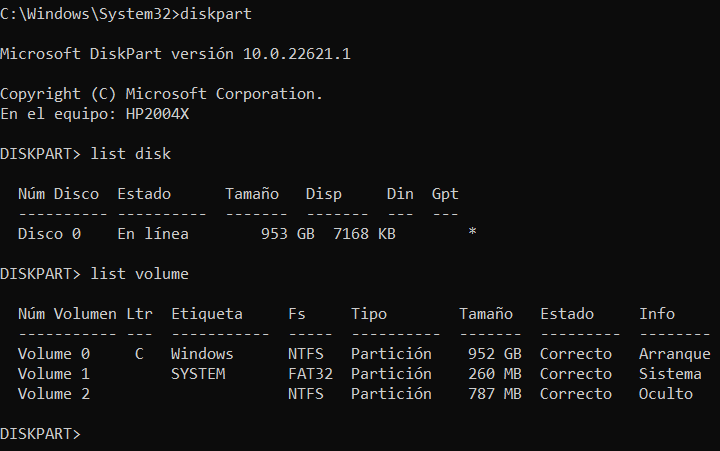 C:\Windows\System32>diskpart
Microsoft DiskPart versión 10.0.22621.1
Copyright (C) Microsoft Corporation.
En el equipo: HP2004X
DISKPART> list disk
  Núm Disco  Estado      Tamaño   Disp     Din  Gpt
  ---------- ----------  -------  -------  ---  ---
  Disco 0    En línea        953 GB  7168 KB        *
DISKPART> list volume
  Núm Volumen Ltr  Etiqueta     Fs     Tipo        Tamaño   Estado     Info
  ----------- ---  -----------  -----  ----------  -------  ---------  --------
  Volume 0     C   Windows      NTFS   Partición    952 GB  Correcto   Arranque
  Volume 1         SYSTEM       FAT32  Partición    260 MB  Correcto   Sistema
  Volume 2                      NTFS   Partición    787 MB  Correcto   Oculto
DISKPART>